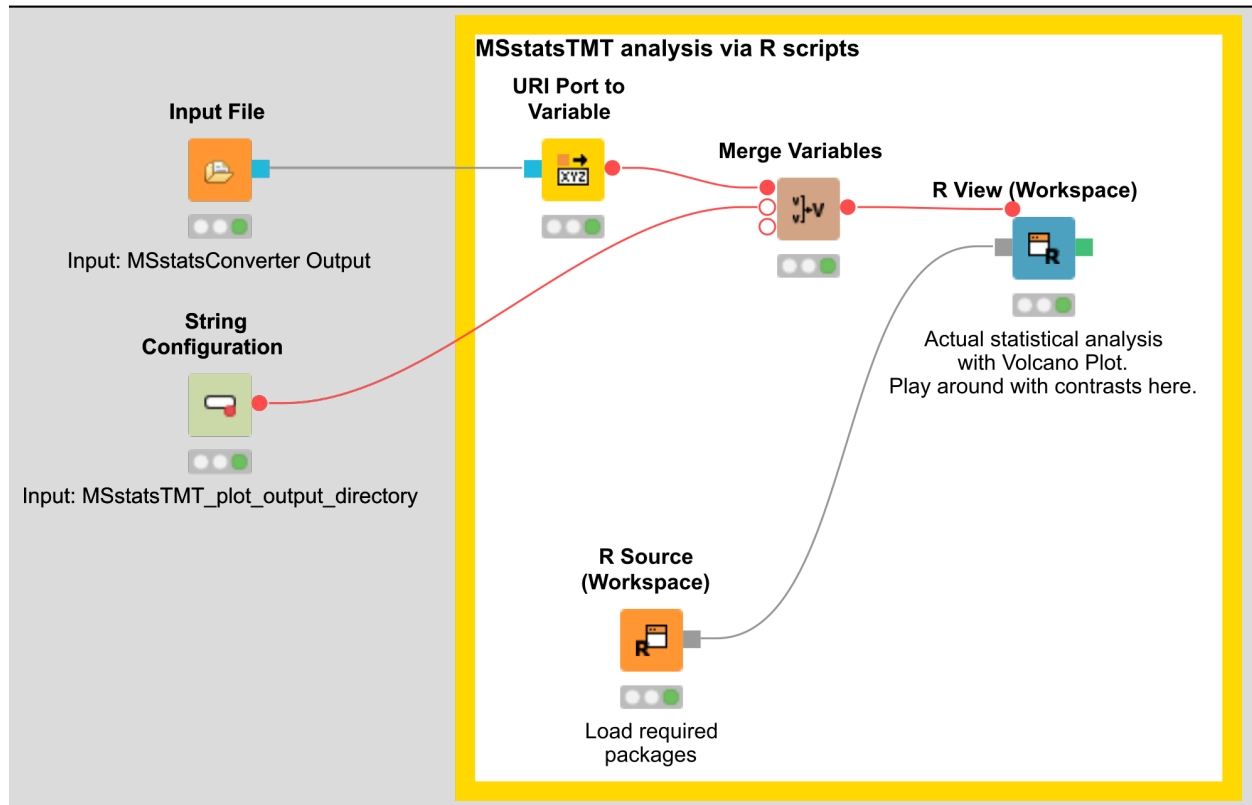 MSstatsTMT analysis via R scripts
Input File
Input: MSstatsConverter Output
String
Configuration
Input: MSstatsTMT_plot_output_directory
URI Port to
Variable
XYZ
Merge Variables
V
V
V
R View (Workspace)
R
Actual statistical analysis
with Volcano Plot.
Play around with contrasts here.
R Source
(Workspace)
R
Load required
packages